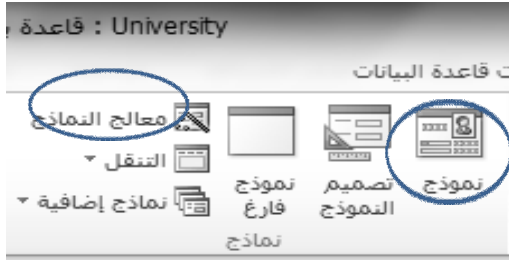 University : قاعدة
ت قاعدة البيانات
نموذج
تصميم النموذج
نموذج فارغ
معالج النماذج
التنقل
نماذج إضافية
نماذج